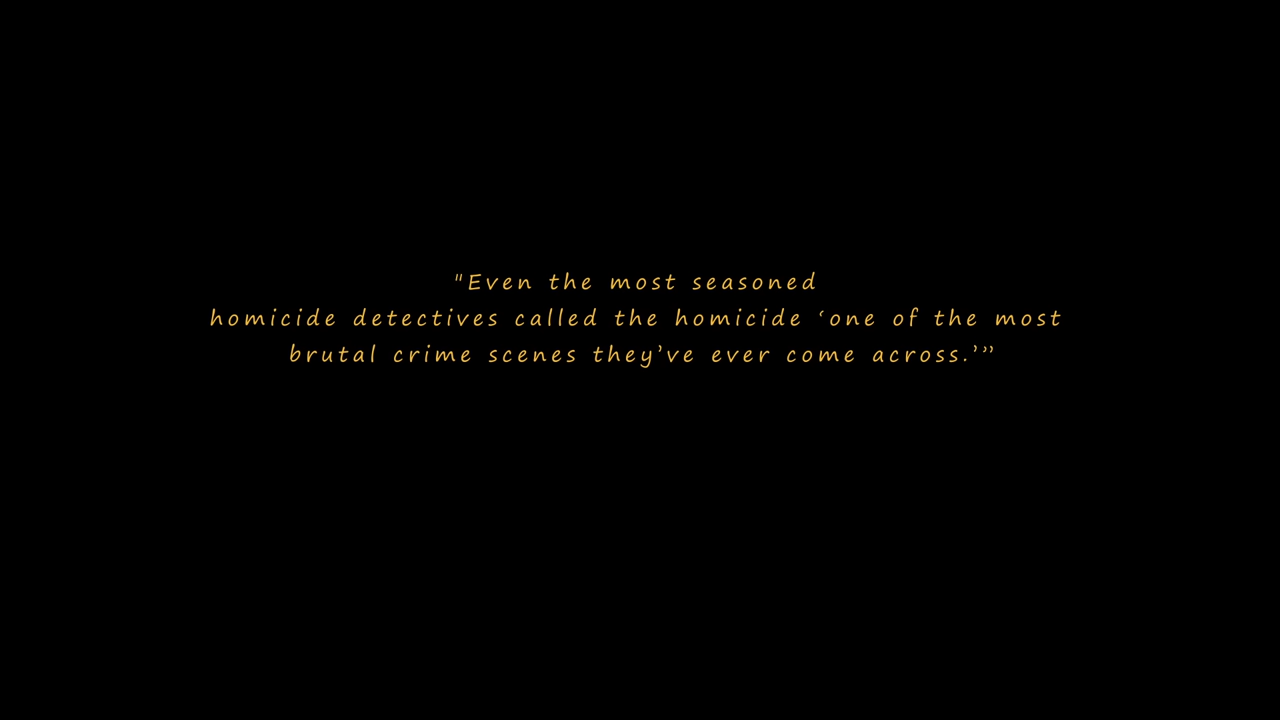 "Even the most seasoned
homicide detectives called the homicide ‘one of the most
brutal crime scenes they’ve ever come across.’”